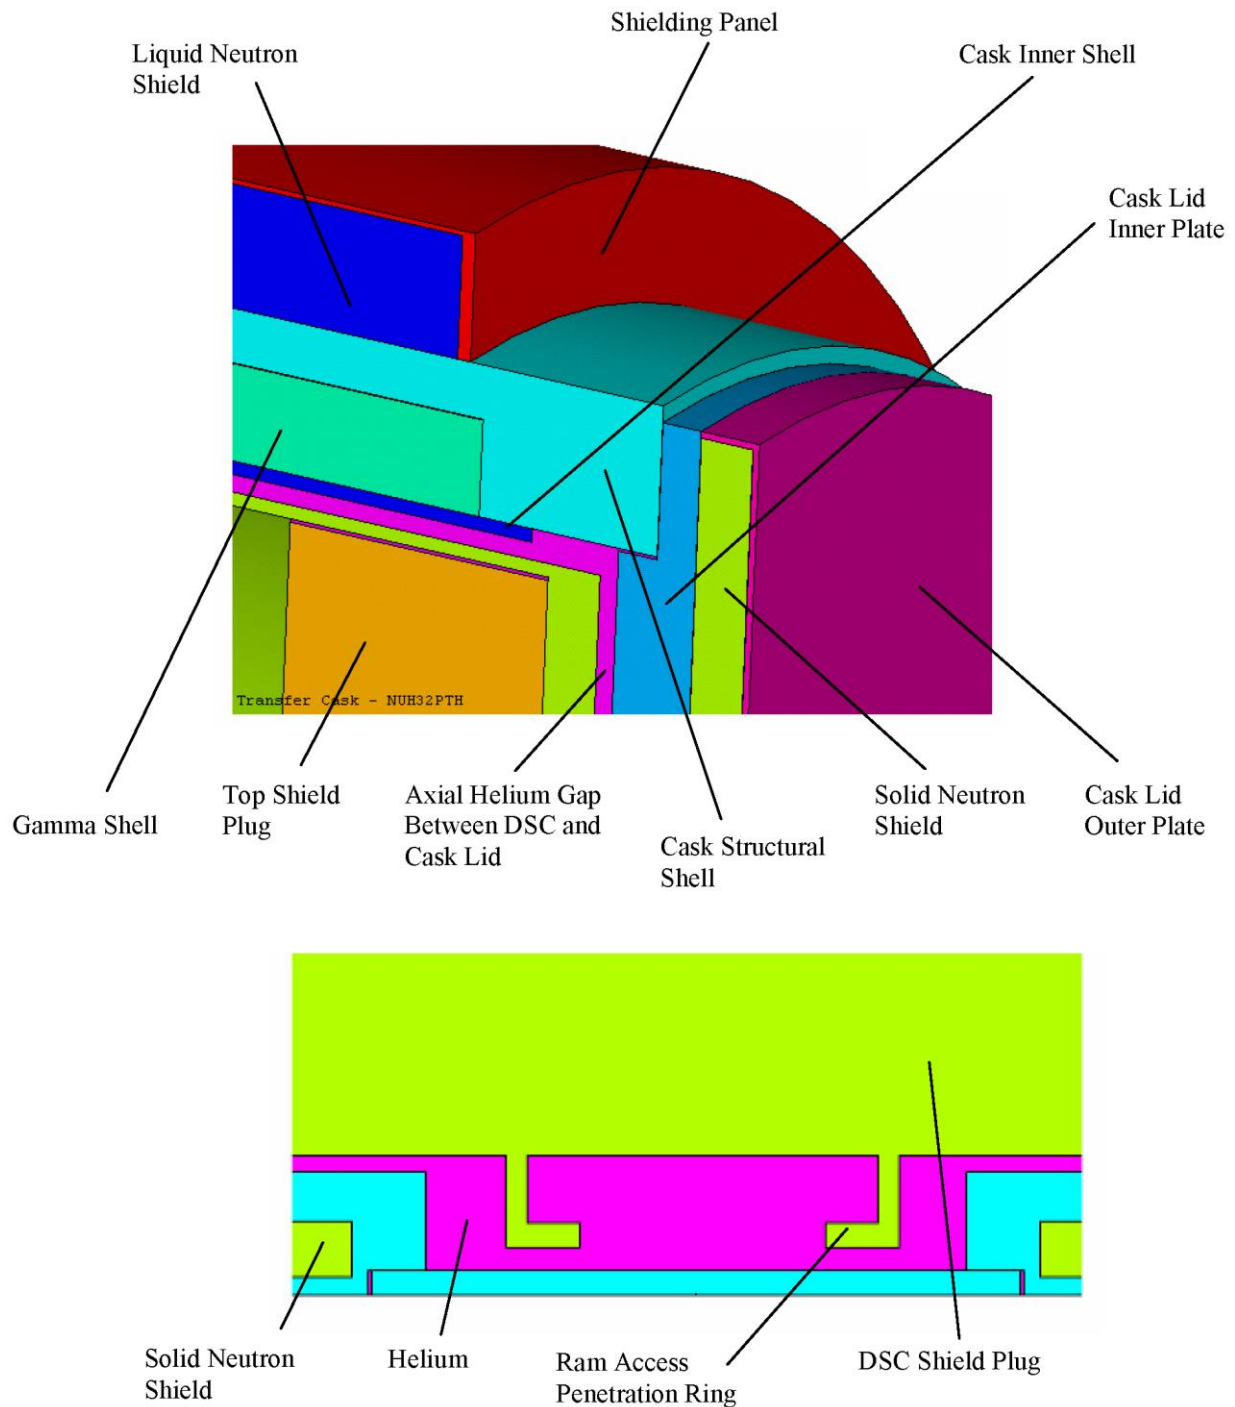 Shielding Panel
Liquid Neutron
Shield
Cask Inner Shell
Cask Lid
Inner Plate
Transfer Cask - NUH32PTH
Gamma Shell
Top Shield
Plug
Axial Helium Gap
Between DSC and
Cask Lid
Cask Structural
Shell
Solid Neutron
Shield
Cask Lid
Outer Plate
Solid Neutron
Shield
Helium
Ram Access
Penetration Ring
DSC Shield Plug